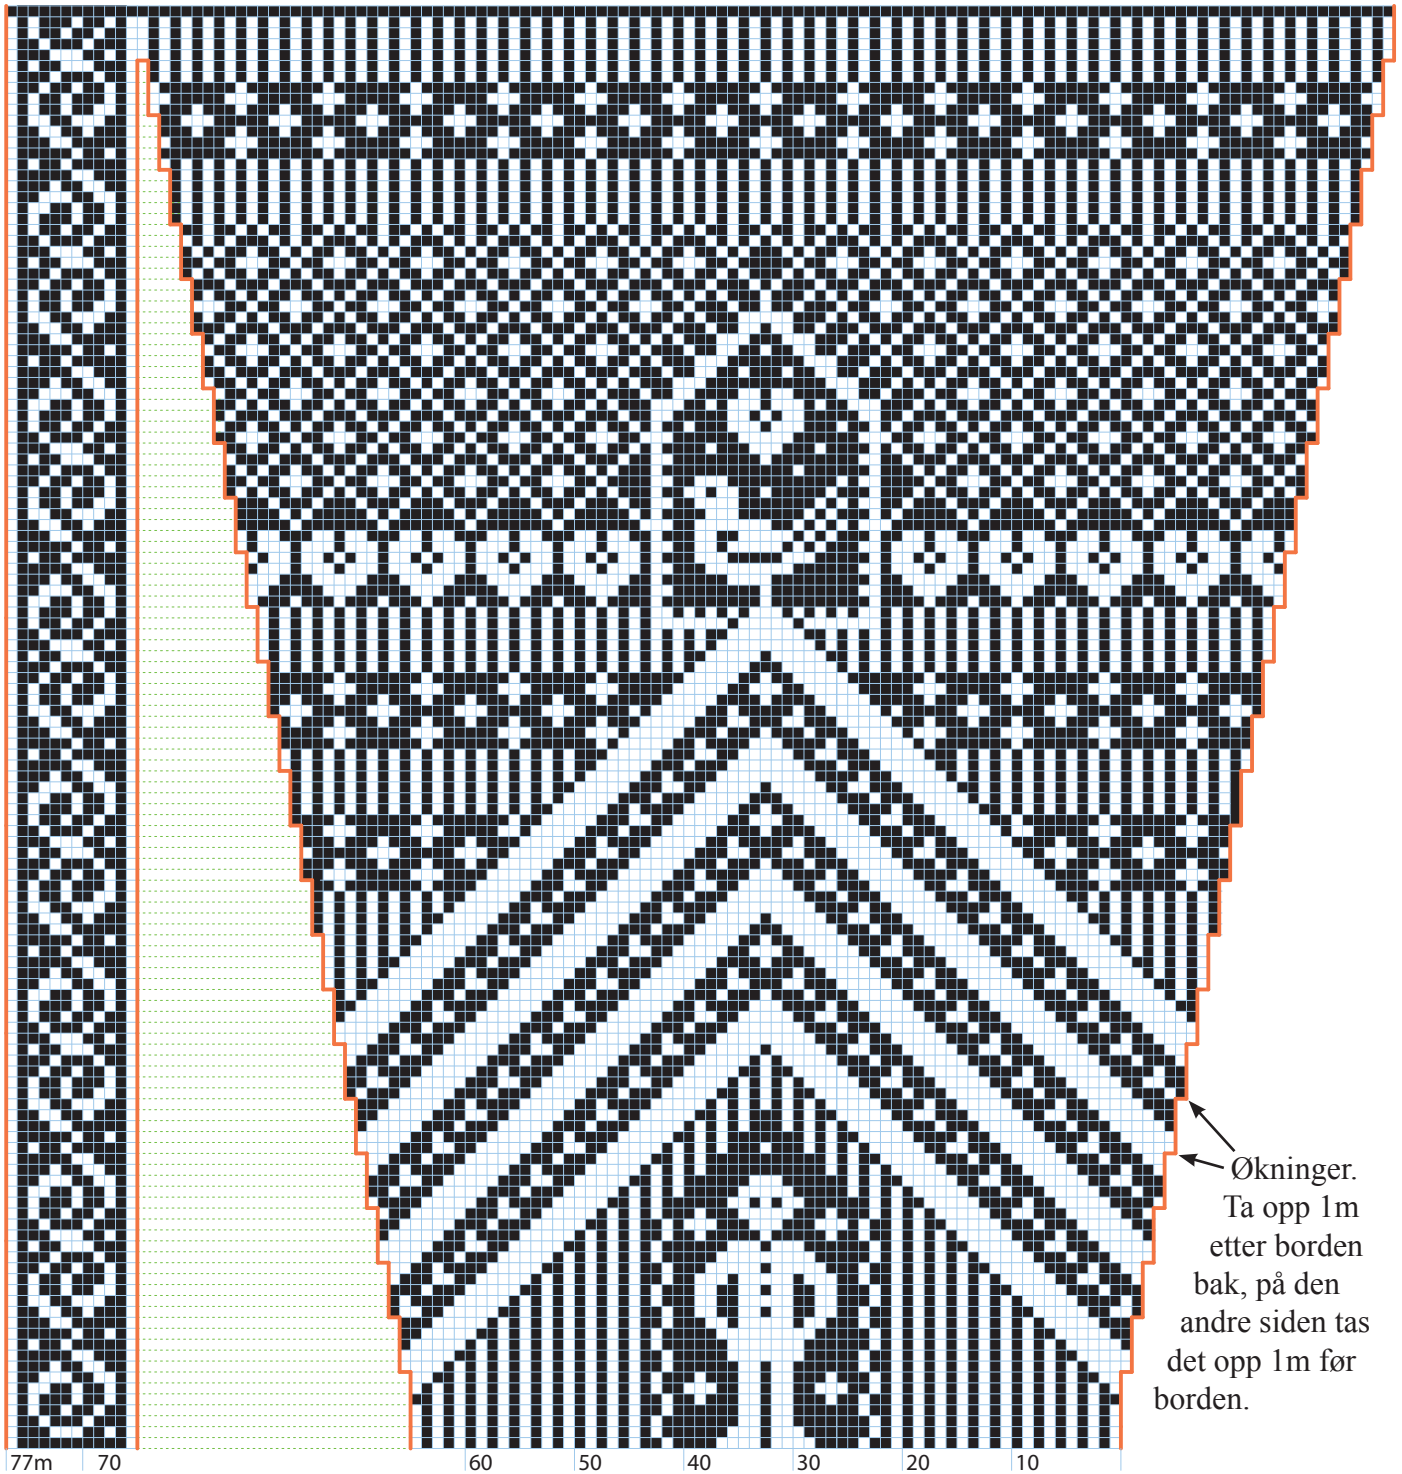 Økninger.
Ta opp 1m
etter borden
bak, på den
andre siden tas
det opp 1m før
borden.
77m 70 60 50 40 30 20 10